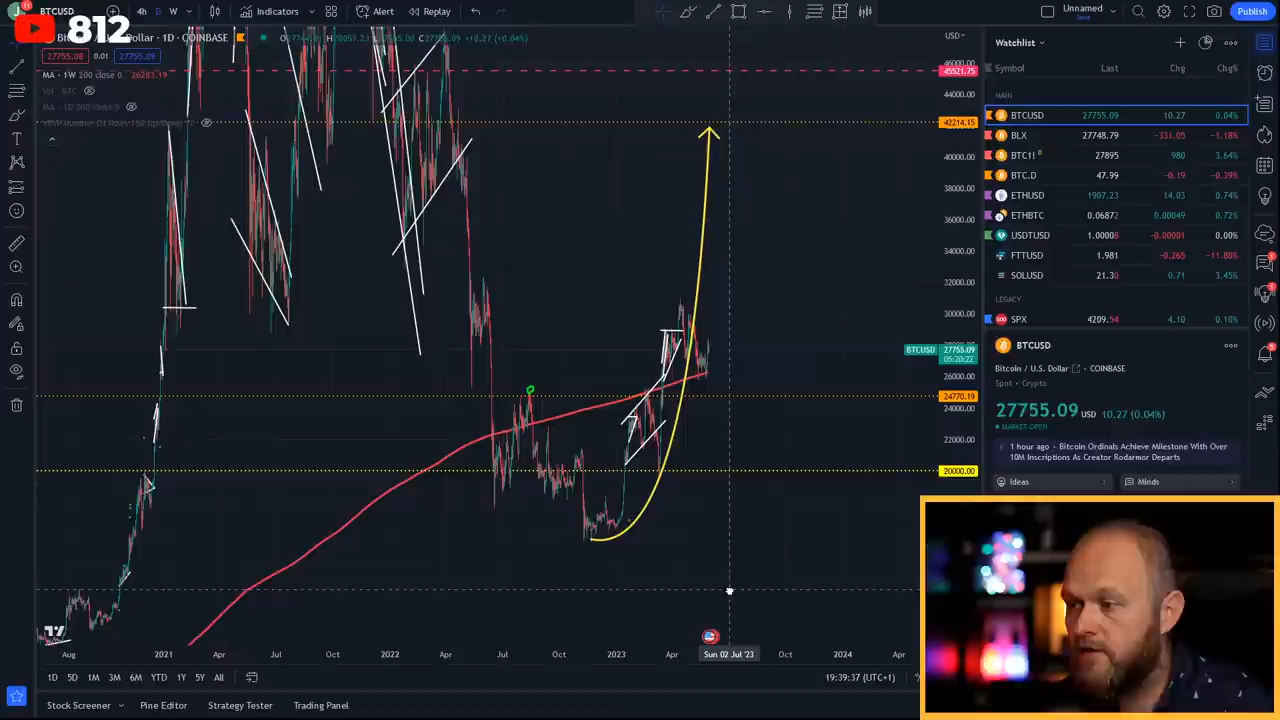 BTCUSD
4h D W
Indicators
Alert
Replay
Unnamed
Save
Publish
812
Dollar · 1D · COINBASE
+10.27 (+0.04%)
USD
27755.08
0.01
27755.09
MA · 1W 200 close 0 26283.19
Vol · BTC
45521.75
44000.00
42214.15
40000.00
38000.00
36000.00
34000.00
32000.00
30000.00
BTCUSD
27755.09
05:20:22
26000.00
24770.19
24000.00
22000.00
20000.00
Aug 2021 Apr Jul Oct 2022 Apr Jul Oct 2023 Apr Sun 02 Jul '23 Oct 2024 Apr
1D 5D 1M 3M 6M YTD 1Y 5Y All
19:39:37 (UTC+1)
Stock Screener
Pine Editor
Strategy Tester
Trading Panel
Watchlist
Symbol Last Chg Chg%
MAIN
BTCUSD 27755.09 10.27 0.04%
BLX 27748.79 −331.05 −1.18%
BTC1! D 27895 980 3.64%
BTC.D 47.99 −0.19 −0.39%
ETHUSD 1907.23 14.03 0.74%
ETHBTC 0.06872 0.00049 0.72%
USDTUSD 1.00008 −0.00001 0.00%
FTTUSD 1.981 −0.265 −11.80%
SOLUSD 21.30 0.71 3.45%
LEGACY
SPX 4209.54 4.10 0.10%
BTCUSD
Bitcoin / U.S. Dollar · COINBASE
Spot · Crypto
27755.09 USD 10.27 (0.04%)
MARKET OPEN
1 hour ago · Bitcoin Ordinals Achieve Milestone With Over
10M Inscriptions As Creator Rodarmor Departs
Ideas
Minds